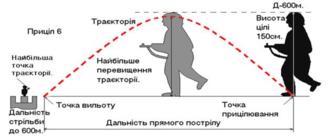 Д-600м.
Траєкторія
Висота
цілі
150см.
Приціл 6
Найбільша
точка
траєкторії.
Найбільше
перевищення
траєкторії.
Точка вильоту
Точка
прицілювання
Дальність
стрільби
до 600м.
Дальність прямого пострілу